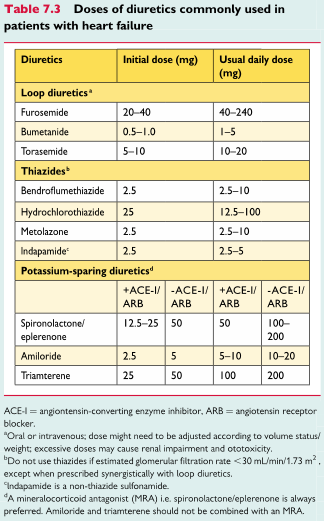 Table 7.3 Doses of diuretics commonly used in
patients with heart failure
Diuretics Initial dose (mg) Usual daily dose
(mg)
Loop diuretics a
Furosemide 20–40 40–240
Bumetanide 0.5–1.0 1–5
Torasemide 5–10 10–20
Thiazides b
Bendroflumethiazide 2.5 2.5–10
Hydrochlorothiazide 25 12.5–100
Metolazone 2.5 2.5–10
Indapamide c 2.5 2.5–5
Potassium-sparing diuretics d
+ACE-I/ -ACE-I/ +ACE-I/ -ACE-I/
ARB ARB ARB ARB
Spironolactone/ 12.5–25 50 50 100–
eplerenone 200
Amiloride 2.5 5 5–10 10–20
Triamterene 25 50 100 200
ACE-I = angiontensin-converting enzyme inhibitor, ARB = angiotensin receptor
blocker.
a Oral or intravenous; dose might need to be adjusted according to volume status/
weight; excessive doses may cause renal impairment and ototoxicity.
b Do not use thiazides if estimated glomerular filtration rate <30 mL/min/1.73 m2 ,
except when prescribed synergistically with loop diuretics.
c Indapamide is a non-thiazide sulfonamide.
d A mineralocorticoid antagonist (MRA) i.e. spironolactone/eplerenone is always
preferred. Amiloride and triamterene should not be combined with an MRA.